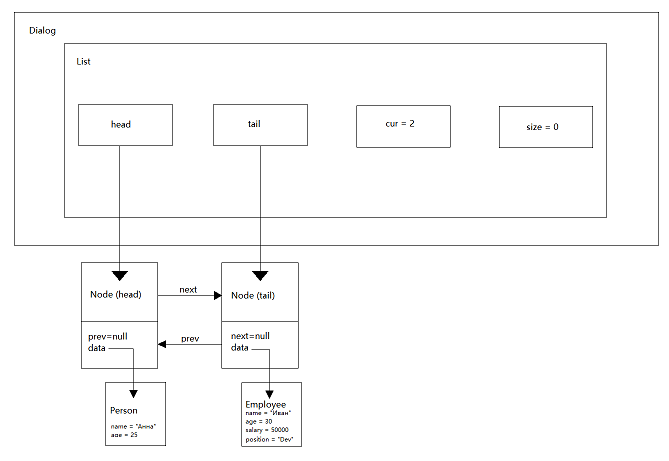 Dialog
List
head
tail
cur = 2
size = 0
Node (head)
next
Node (tail)
prev=null
data
prev
next=null
data
Person
name = "Анна"
age = 25
Employee
name = "Иван"
age = 30
salary = 50000
position = "Dev"